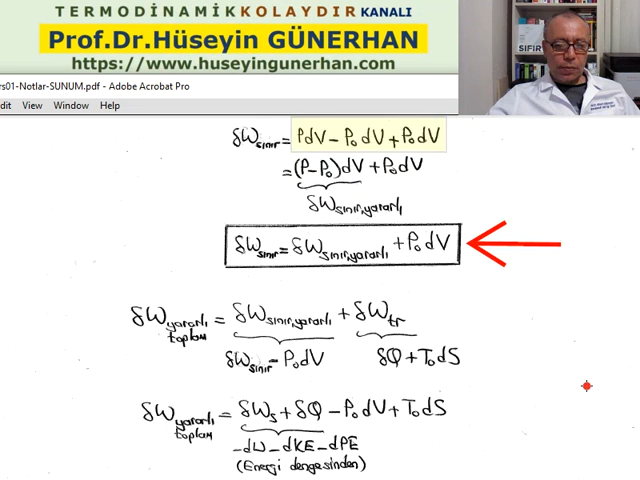 TERMODİNAMİKKOLAYDIR KANALI
Prof.Dr.Hüseyin GÜNERHAN
https://www.huseyingunerhan.com
rs01-Notlar-SUNUM.pdf - Adobe Acrobat Pro
dit View Window Help
SIFIR
δW_sınır = PdV - P₀dV + P₀dV
= (P-P₀)dV + P₀dV
δW_sınır,yararlı
δW_sınır = δW_sınır,yararlı + P₀dV
δW_yararlı toplam = δW_sınır,yararlı + δW_tr
δW_sınır - P₀dV δQ + T₀dS
δW_yararlı toplam = δW_s + δQ - P₀dV + T₀dS
-dU - dKE - dPE
(Enerji dengesinden)